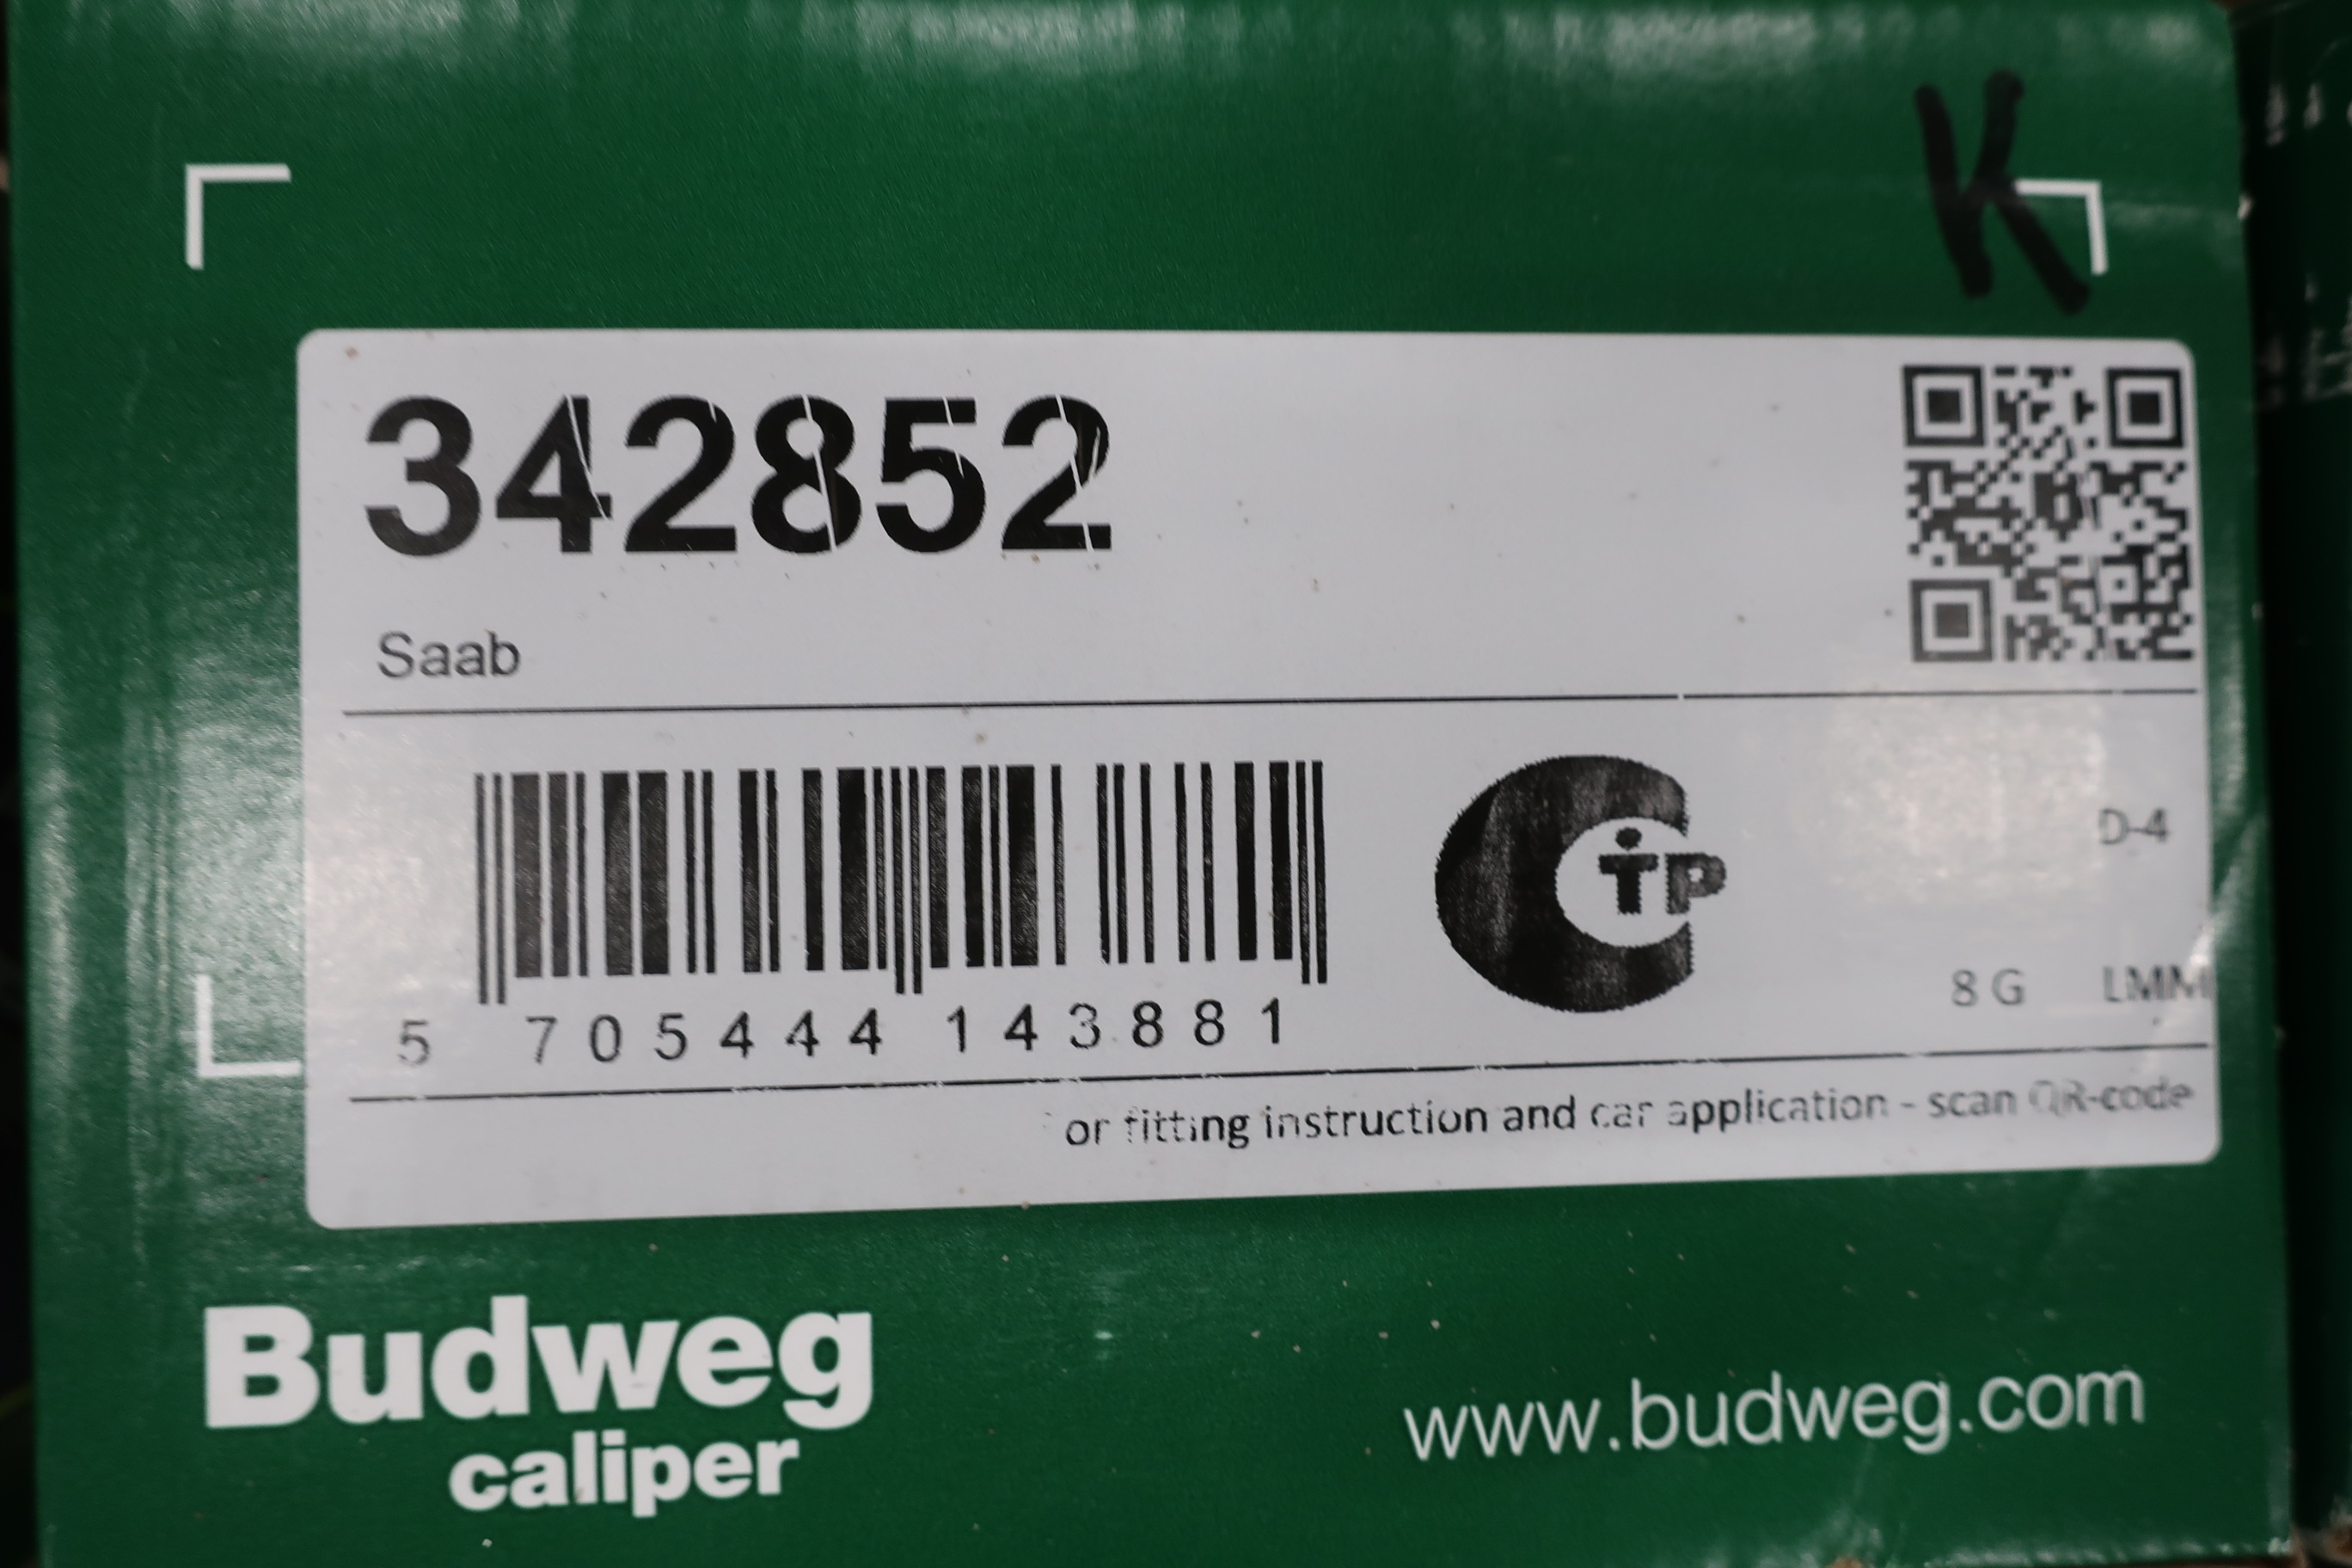 K
342852
Saab
D-4
8 G LMM
5 705444 143881
CTP
or fitting instruction and car application - scan QR-code
Budweg
caliper
www.budweg.com